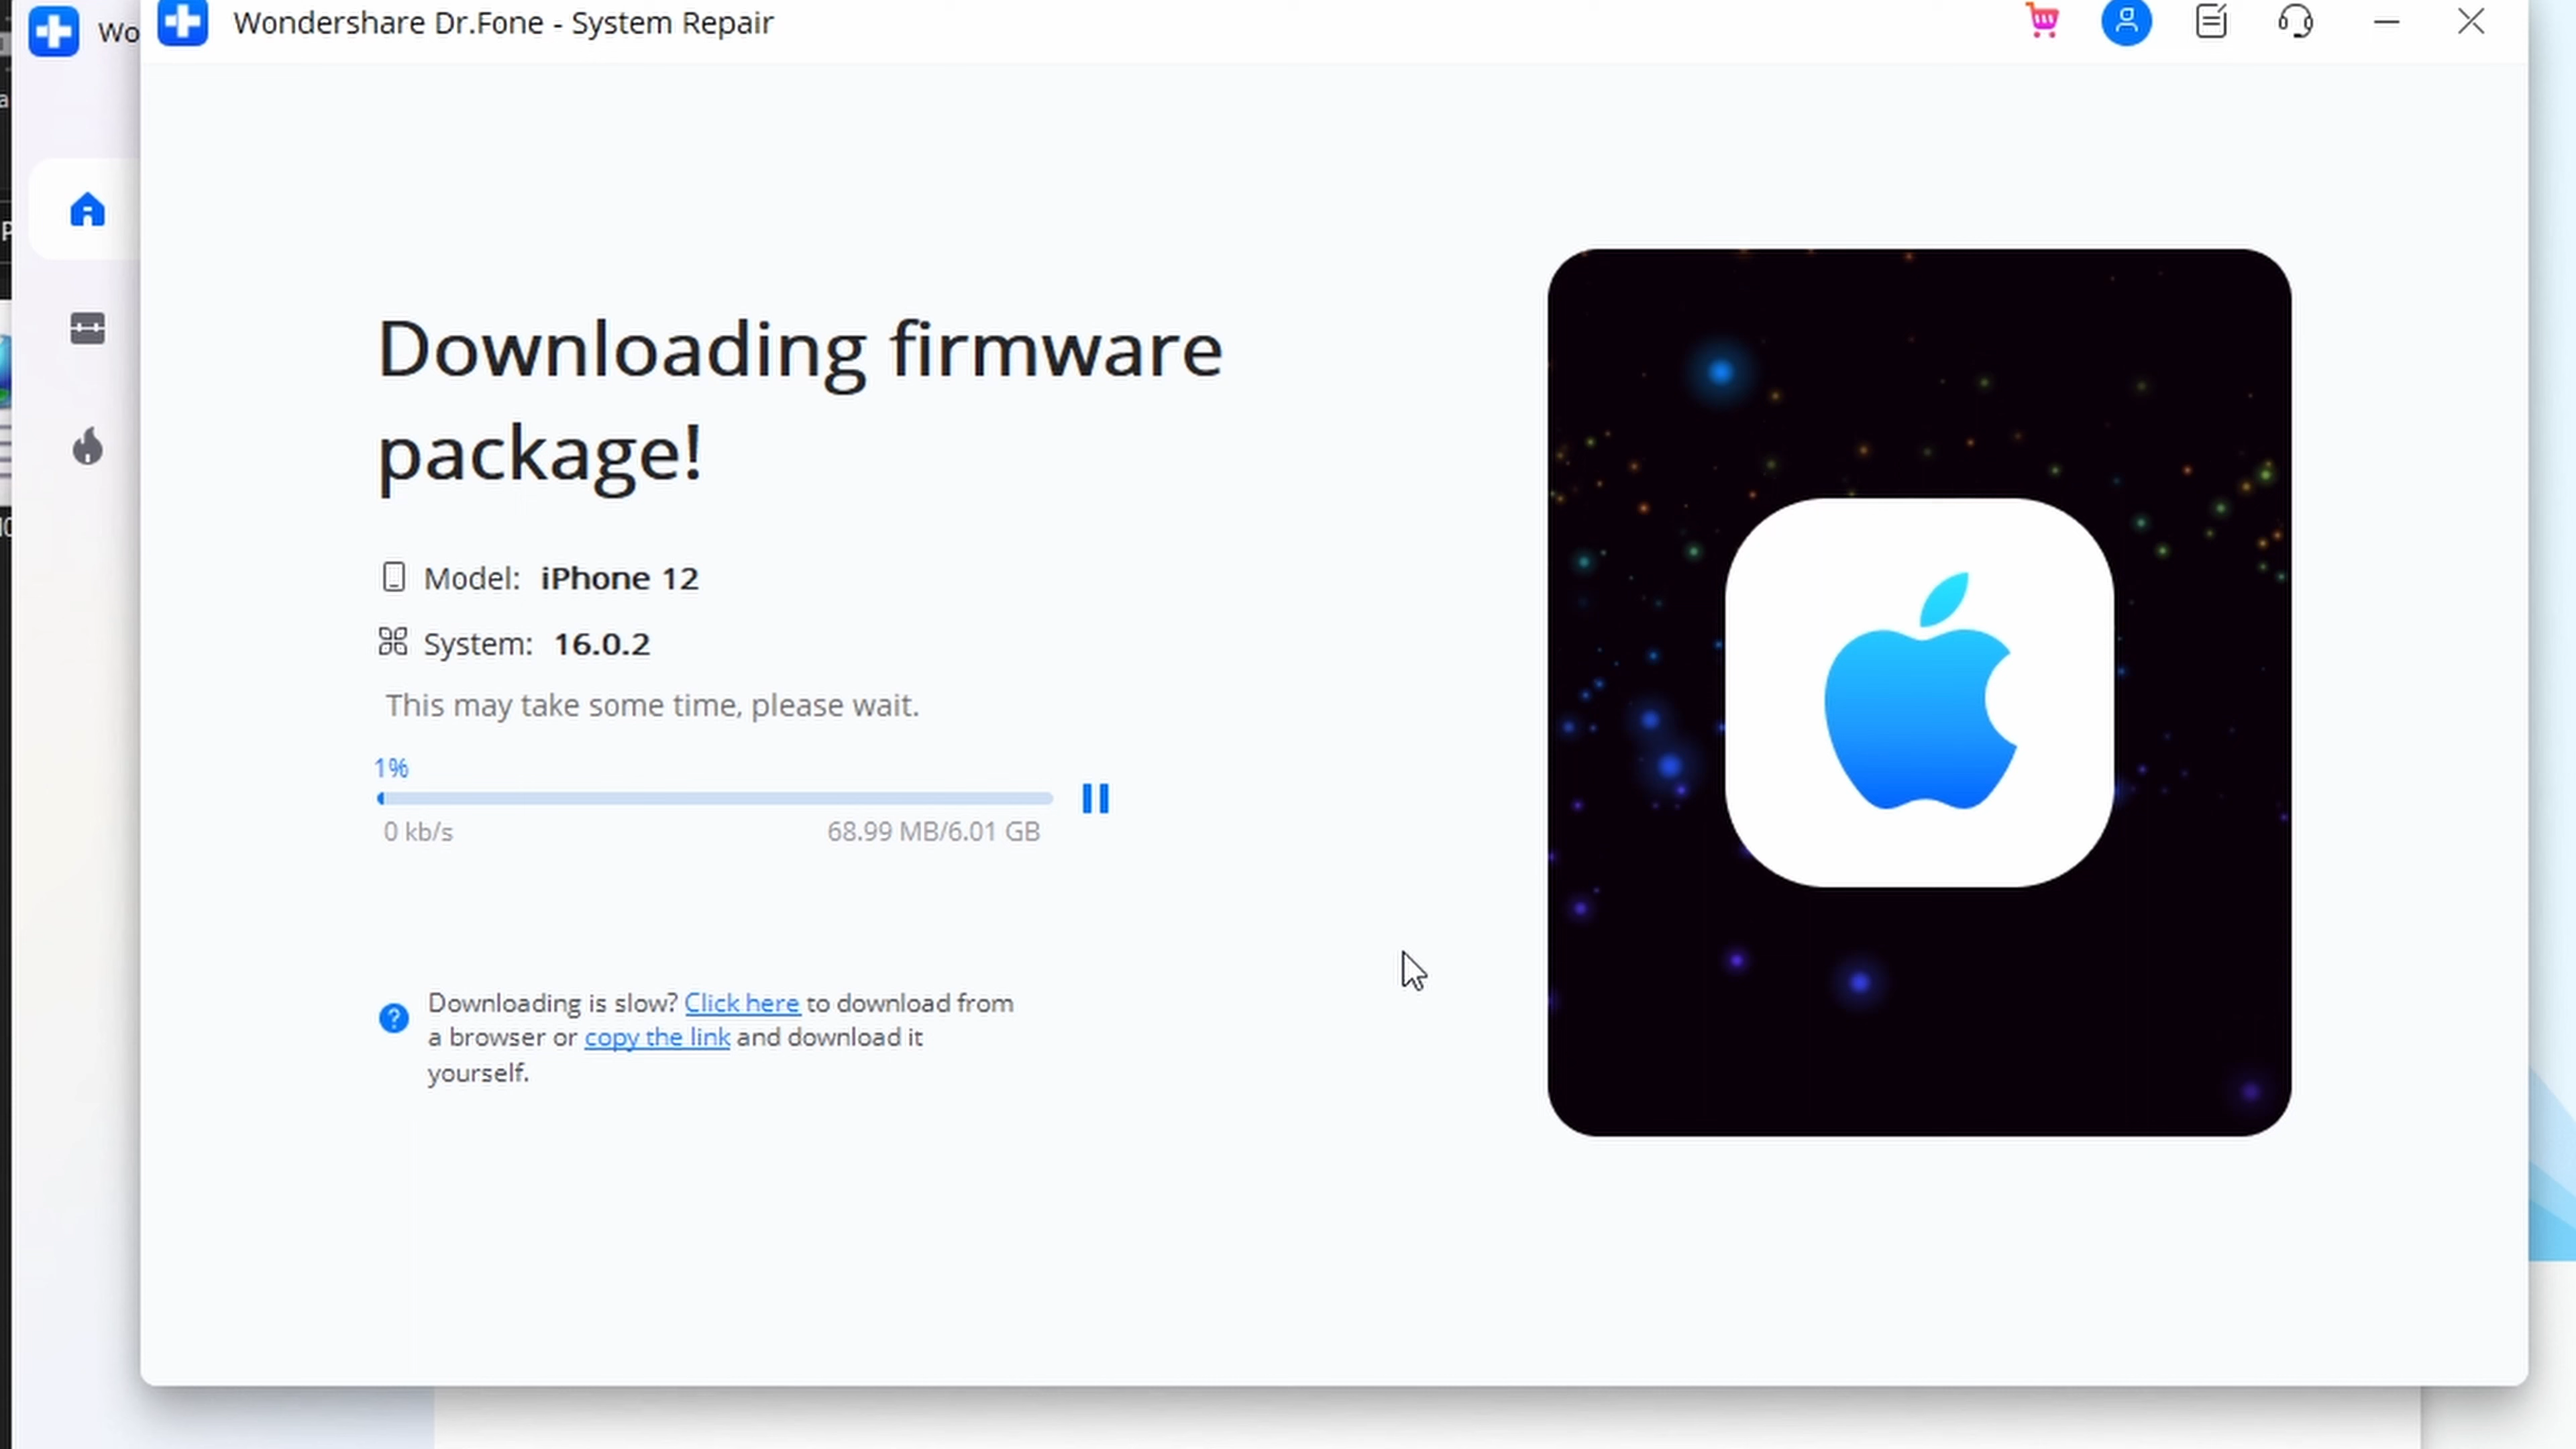 Wo
Wondershare Dr.Fone - System Repair
Downloading firmware
package!
Model: iPhone 12
System: 16.0.2
This may take some time, please wait.
1%
0 kb/s
68.99 MB/6.01 GB
Downloading is slow? Click here to download from
a browser or copy the link and download it
yourself.